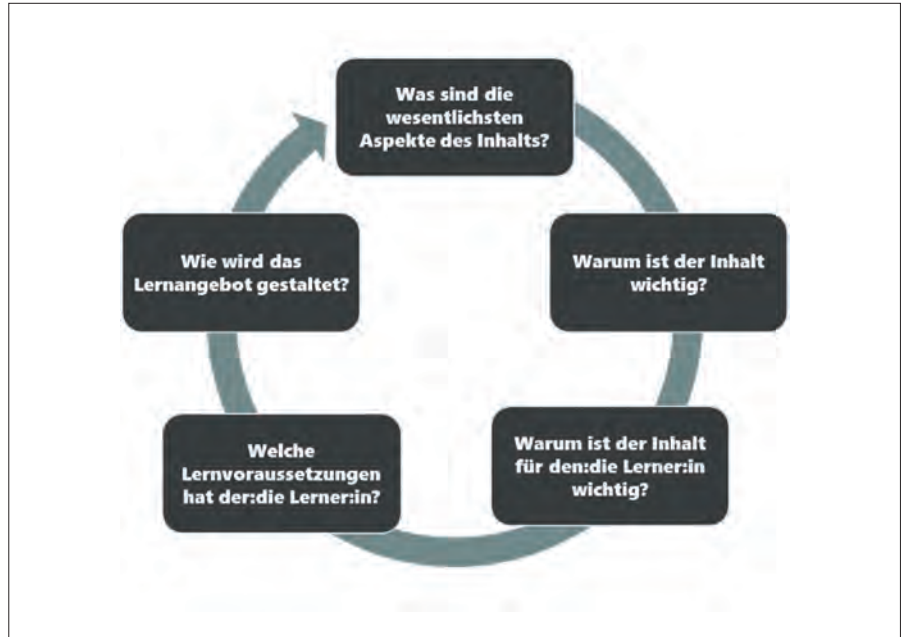 Was sind die
wesentlichsten
Aspekte des Inhalts?
Warum ist der Inhalt
wichtig?
Warum ist der Inhalt
für den:die Lerner:in
wichtig?
Welche
Lernvoraussetzungen
hat der:die Lerner:in?
Wie wird das
Lernangebot gestaltet?